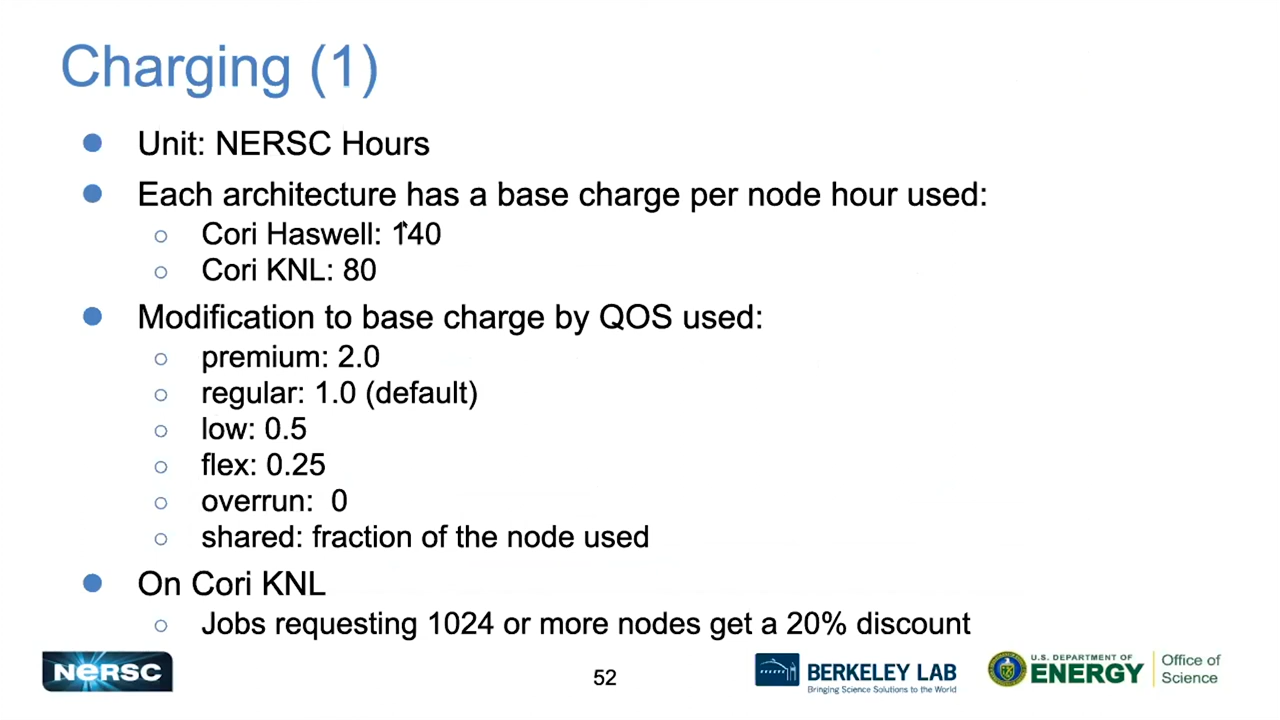 Charging (1)
● Unit: NERSC Hours
● Each architecture has a base charge per node hour used:
○ Cori Haswell: 140
○ Cori KNL: 80
● Modification to base charge by QOS used:
○ premium: 2.0
○ regular: 1.0 (default)
○ low: 0.5
○ flex: 0.25
○ overrun: 0
○ shared: fraction of the node used
● On Cori KNL
○ Jobs requesting 1024 or more nodes get a 20% discount
NERSC
52
BERKELEY LAB
Bringing Science Solutions to the World
U.S. DEPARTMENT OF
ENERGY
Office of
Science